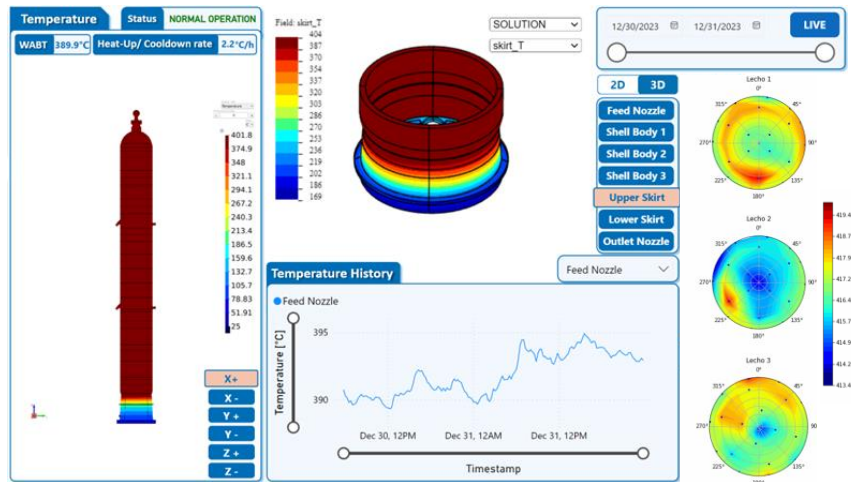 Temperature
Status
NORMAL OPERATION
WABT
389.9°C
Heat-Up/ Cooldown rate
2.2°C/h
401.8
374.9
348
321.1
294.2
267.2
240.3
213.4
186.5
159.6
132.7
105.7
78.83
51.91
25
X+
X -
Y +
Y -
Z +
Z -
Field: skirt_T
404
387
370
353
337
320
303
286
270
253
236
219
202
186
169
SOLUTION
skirt_T
12/30/2023
12/31/2023
LIVE
2D
3D
Feed Nozzle
Shell Body 1
Shell Body 2
Shell Body 3
Upper Skirt
Lower Skirt
Outlet Nozzle
Temperature History
Feed Nozzle
Feed Nozzle
Temperature [°C]
395
390
Dec 30, 12PM
Dec 31, 12AM
Dec 31, 12PM
Timestamp
Lecho 1
0°
315°
45°
270°
90°
225°
135°
180°
Lecho 2
0°
315°
45°
270°
90°
225°
135°
180°
Lecho 3
0°
315°
45°
270°
90
225°
135°
180°
419.4
418.
417.9
417.
416.4
415.
414.9
414.
413.4